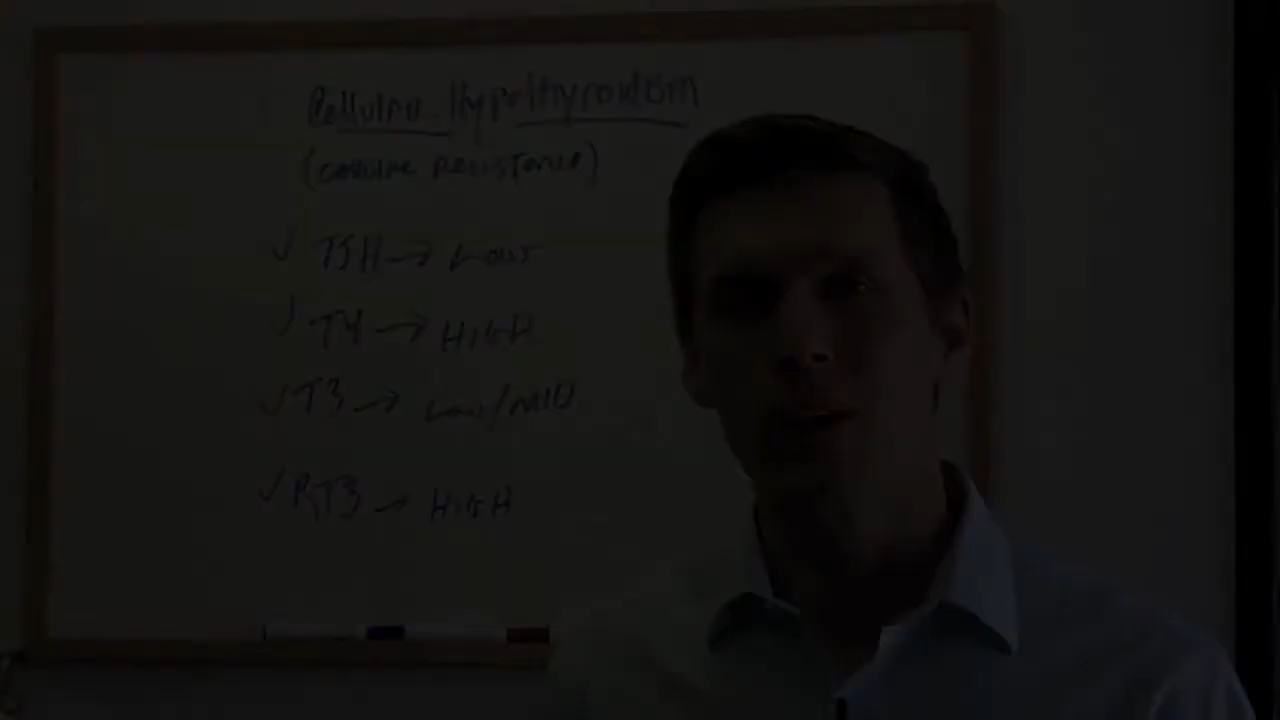 Cellular Hypothyroidism
(cellular resistance)
✓ TSH → Low
✓ T4 → HIGH
✓ T3 → Low/MID
✓ RT3 → HIGH